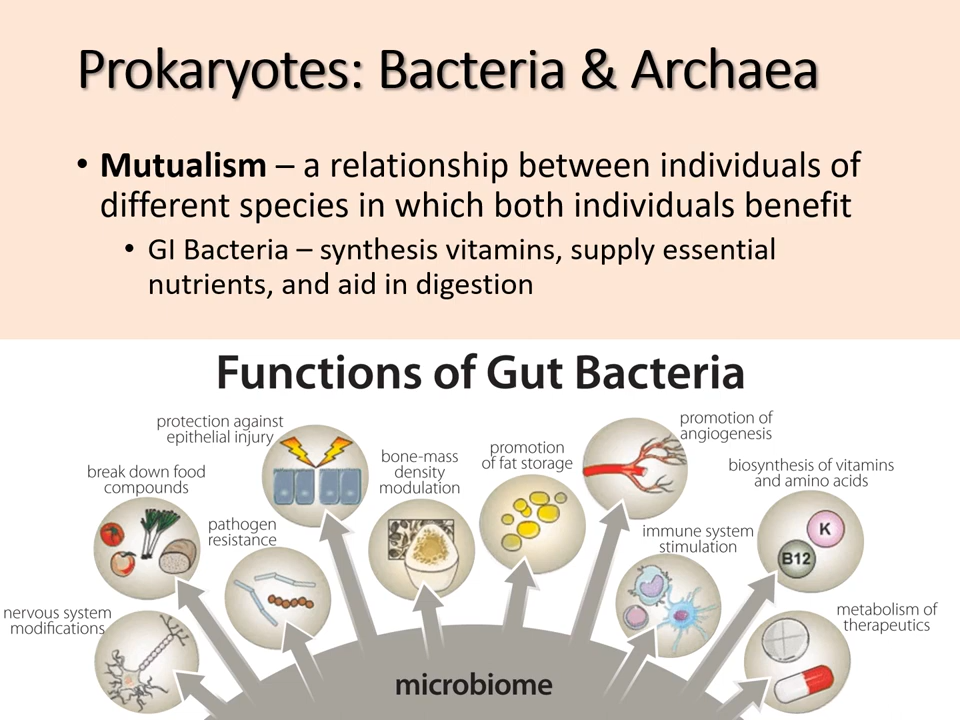 Prokaryotes: Bacteria & Archaea
• Mutualism – a relationship between individuals of
different species in which both individuals benefit
• GI Bacteria – synthesis vitamins, supply essential
nutrients, and aid in digestion
Functions of Gut Bacteria
protection against
epithelial injury
promotion of
angiogenesis
bone-mass
density
modulation
promotion
of fat storage
break down food
compounds
biosynthesis of vitamins
and amino acids
pathogen
resistance
immune system
stimulation
K
B12
nervous system
modifications
metabolism of
therapeutics
microbiome